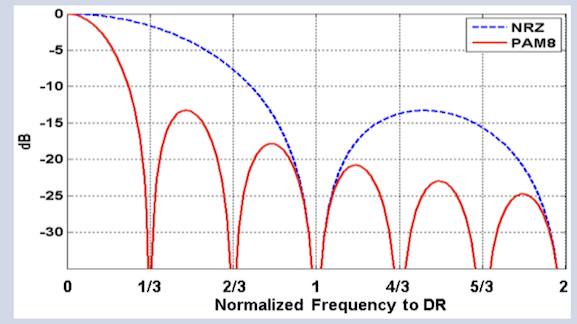 0
NRZ
PAM8
-5
-10
-15
dB
-20
-25
-30
0 1/3 2/3 1 4/3 5/3 2
Normalized Frequency to DR